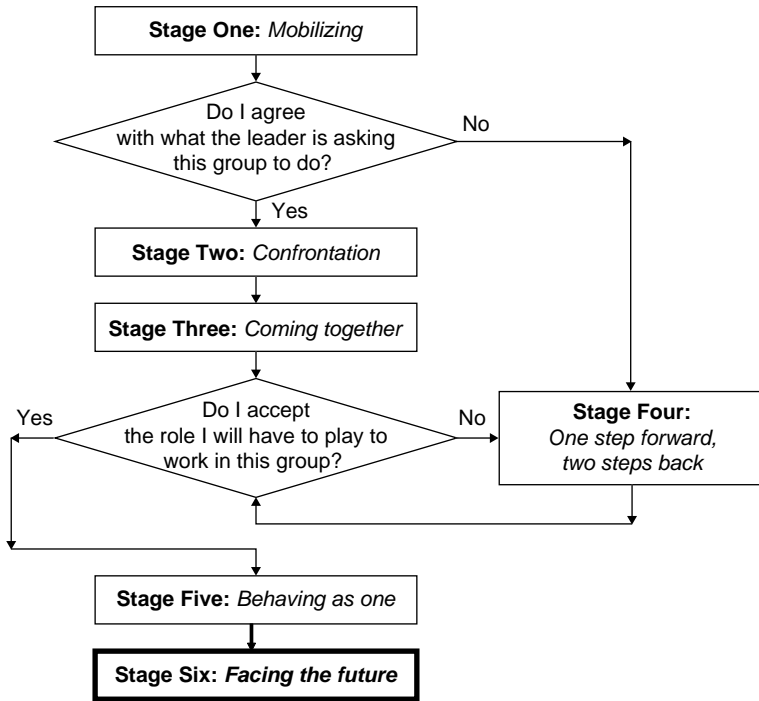 Stage One: Mobilizing
Do I agree
with what the leader is asking
this group to do?
No
Yes
Stage Two: Confrontation
Stage Three: Coming together
Yes
Do I accept
the role I will have to play to
work in this group?
No
Stage Four:
One step forward,
two steps back
Stage Five: Behaving as one
Stage Six: Facing the future